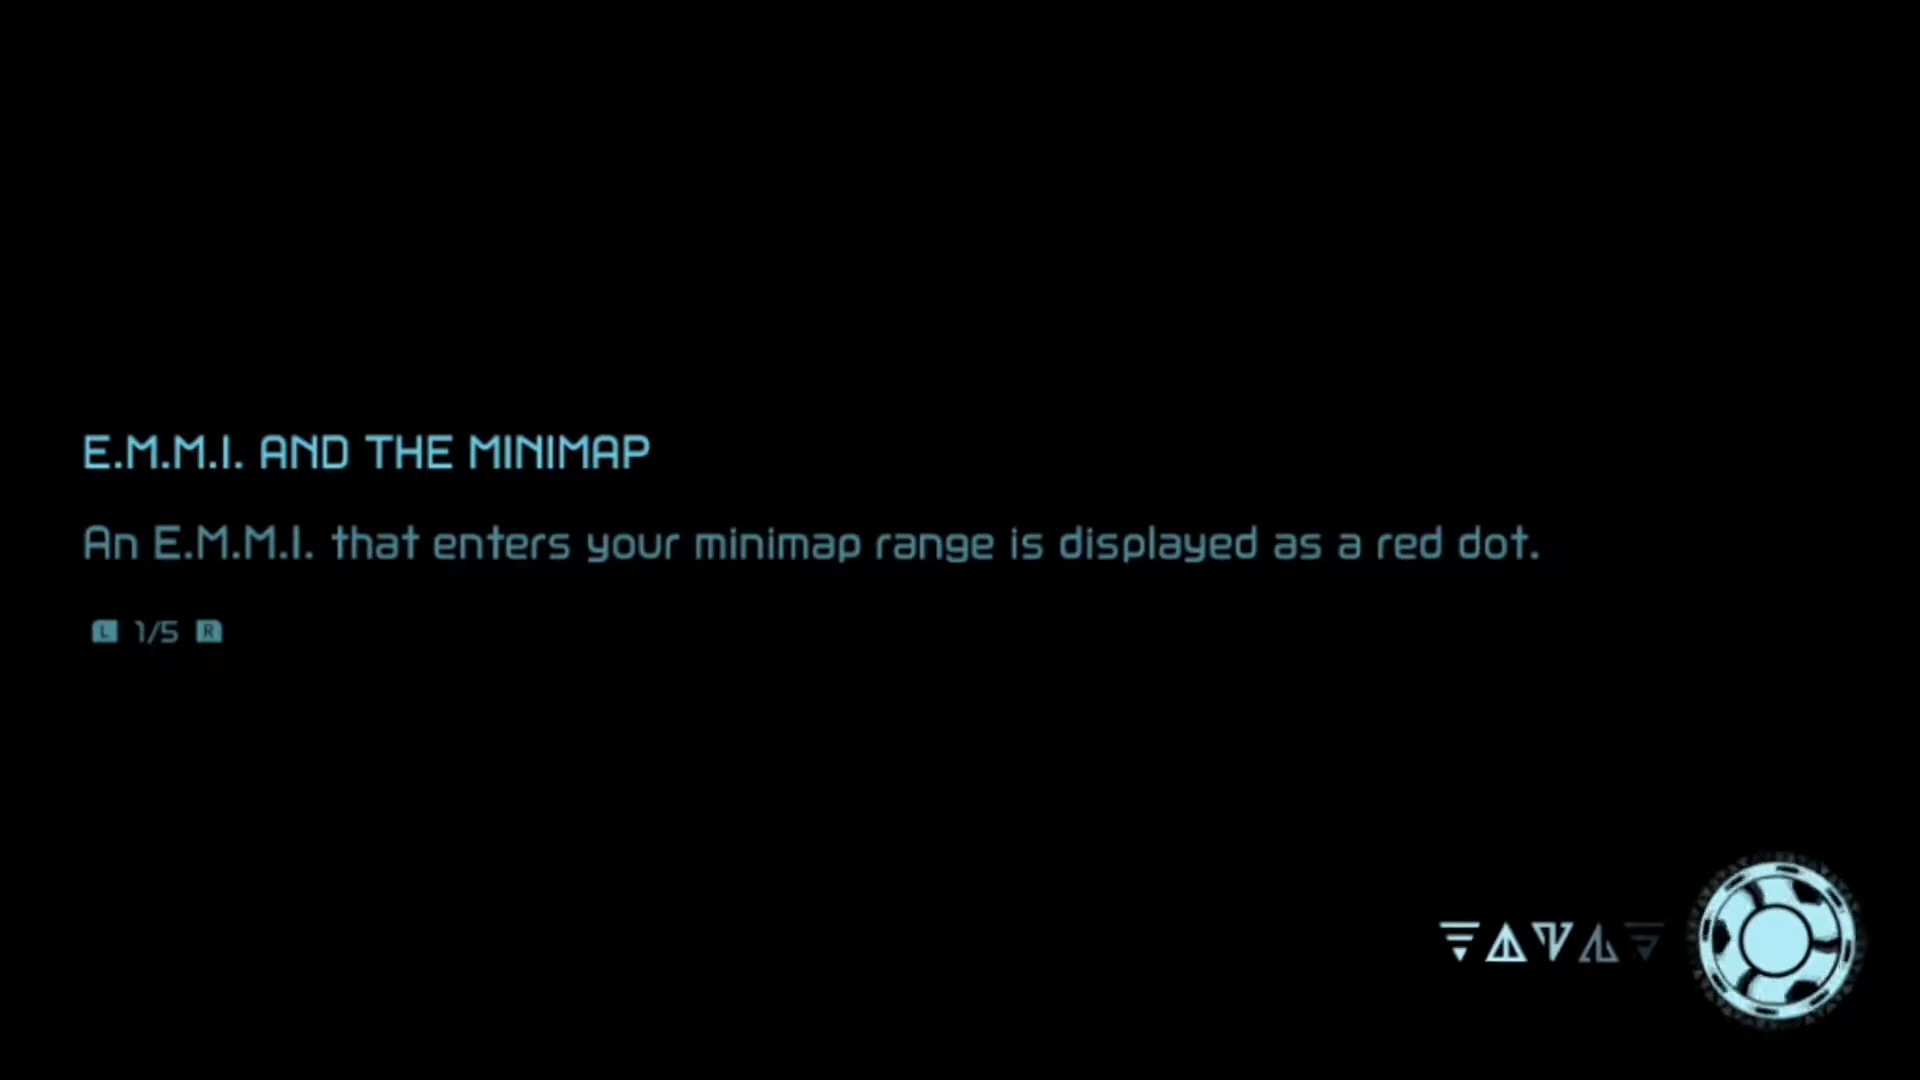 E.M.M.I. AND THE MINIMAP
An E.M.M.I. that enters your minimap range is displayed as a red dot.
L 1/5 R